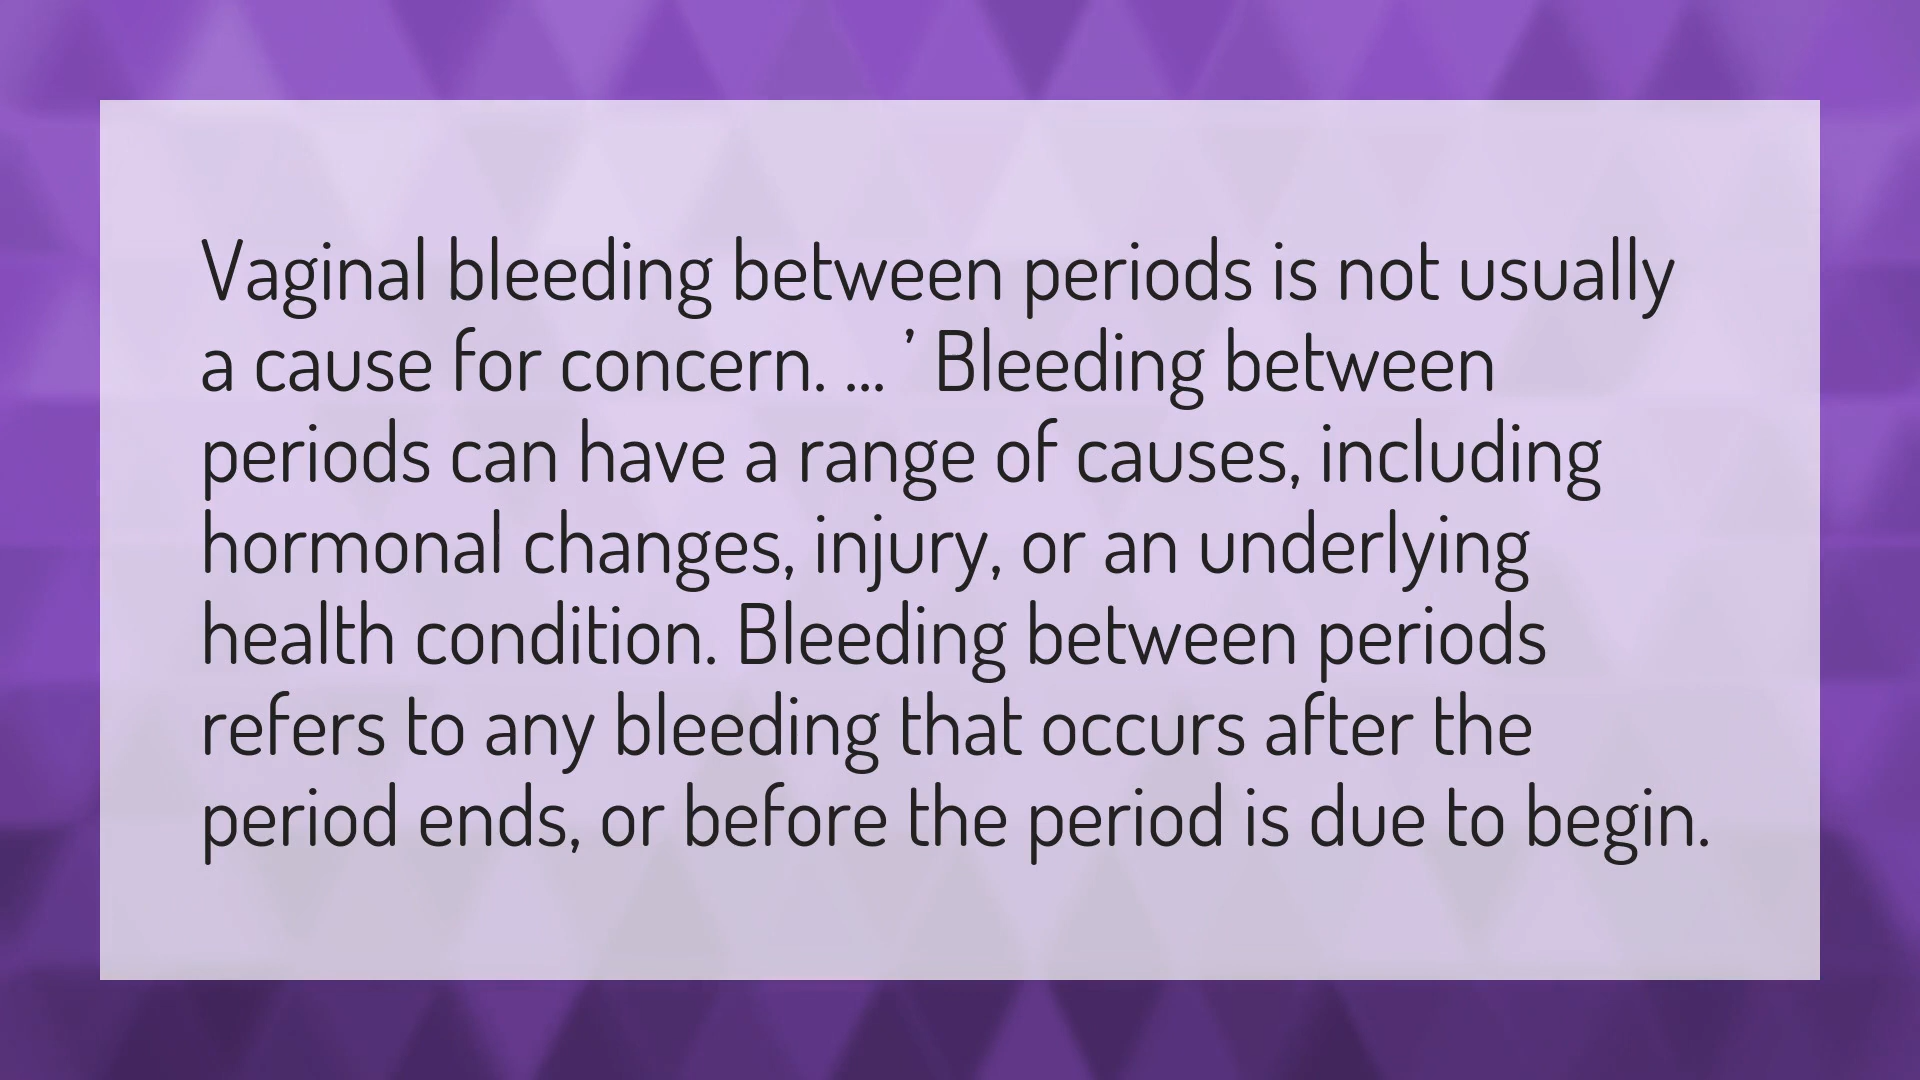 Vaginal bleeding between periods is not usually
a cause for concern. ... ’ Bleeding between
periods can have a range of causes, including
hormonal changes, injury, or an underlying
health condition. Bleeding between periods
refers to any bleeding that occurs after the
period ends, or before the period is due to begin.